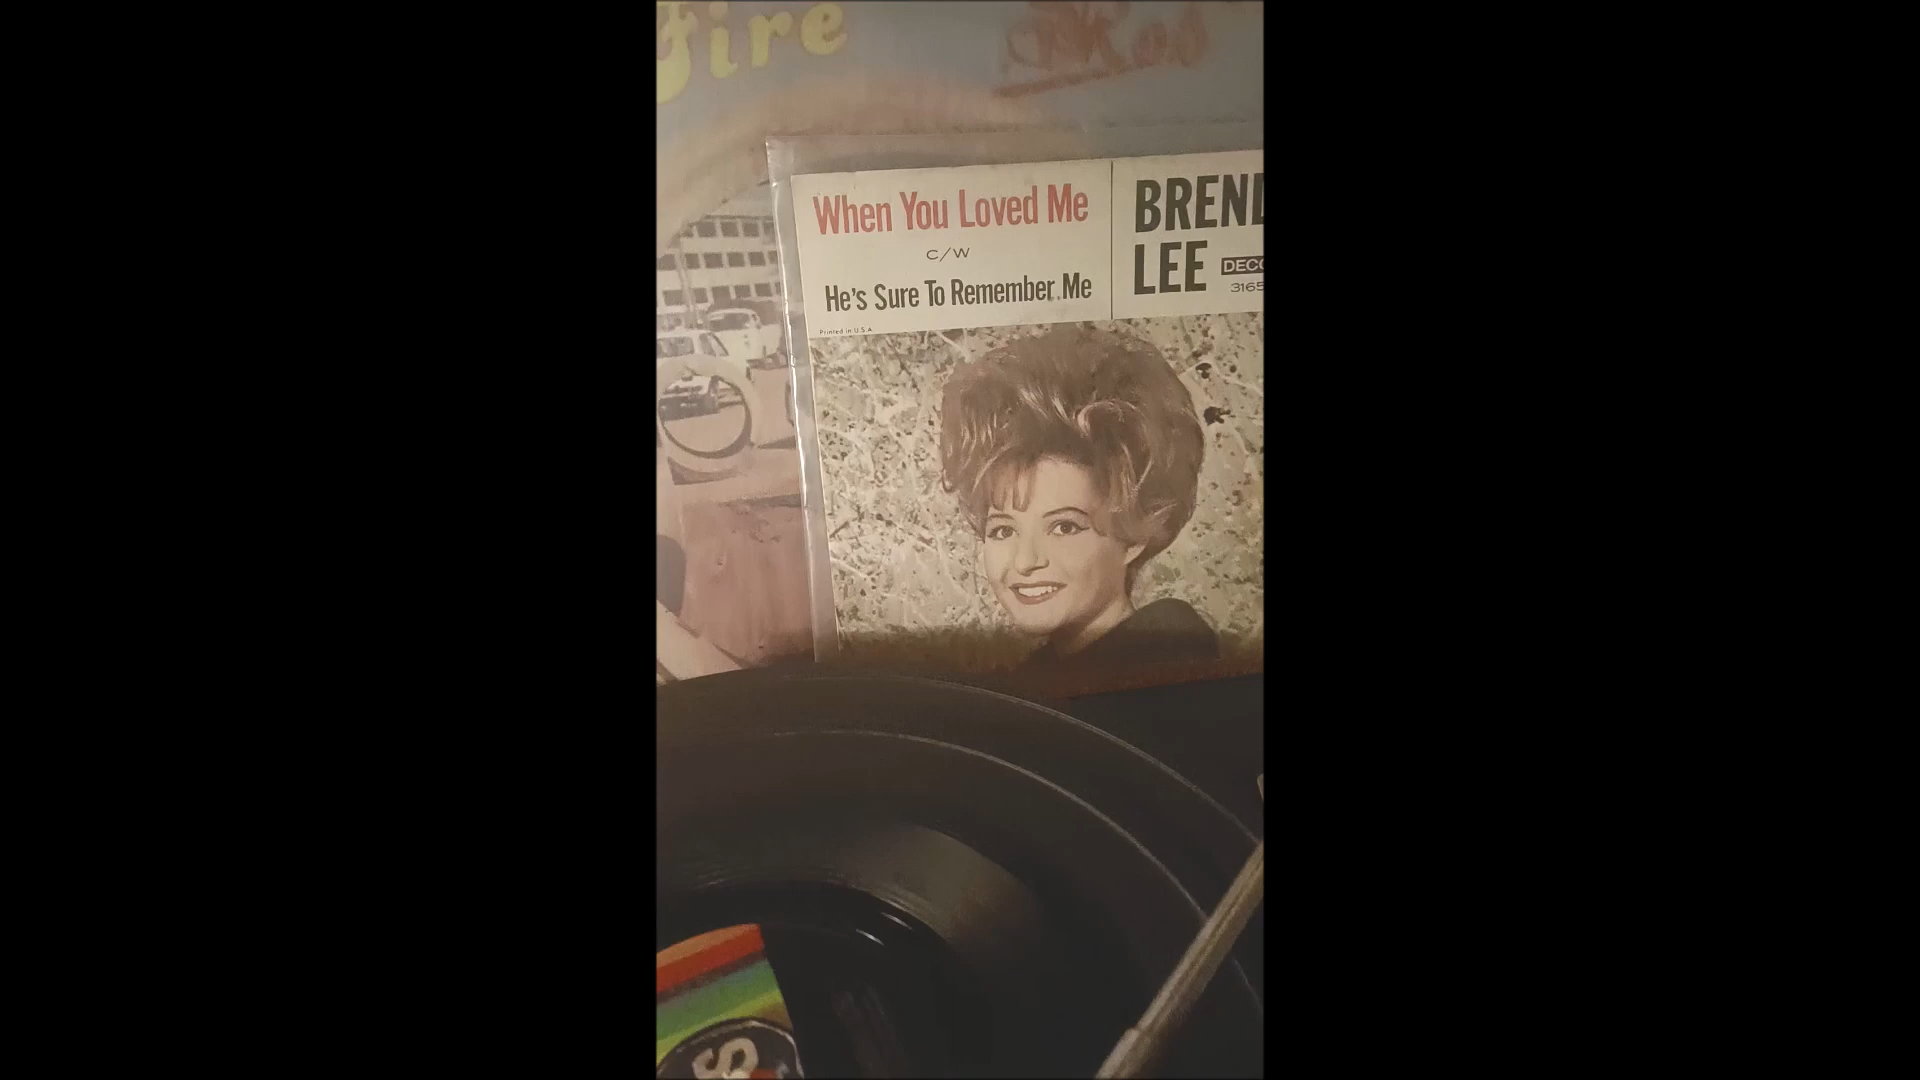 fire
When You Loved Me
C/W
He's Sure To Remember Me
Printed in U.S.A.
BREND
LEE
DECC
3165